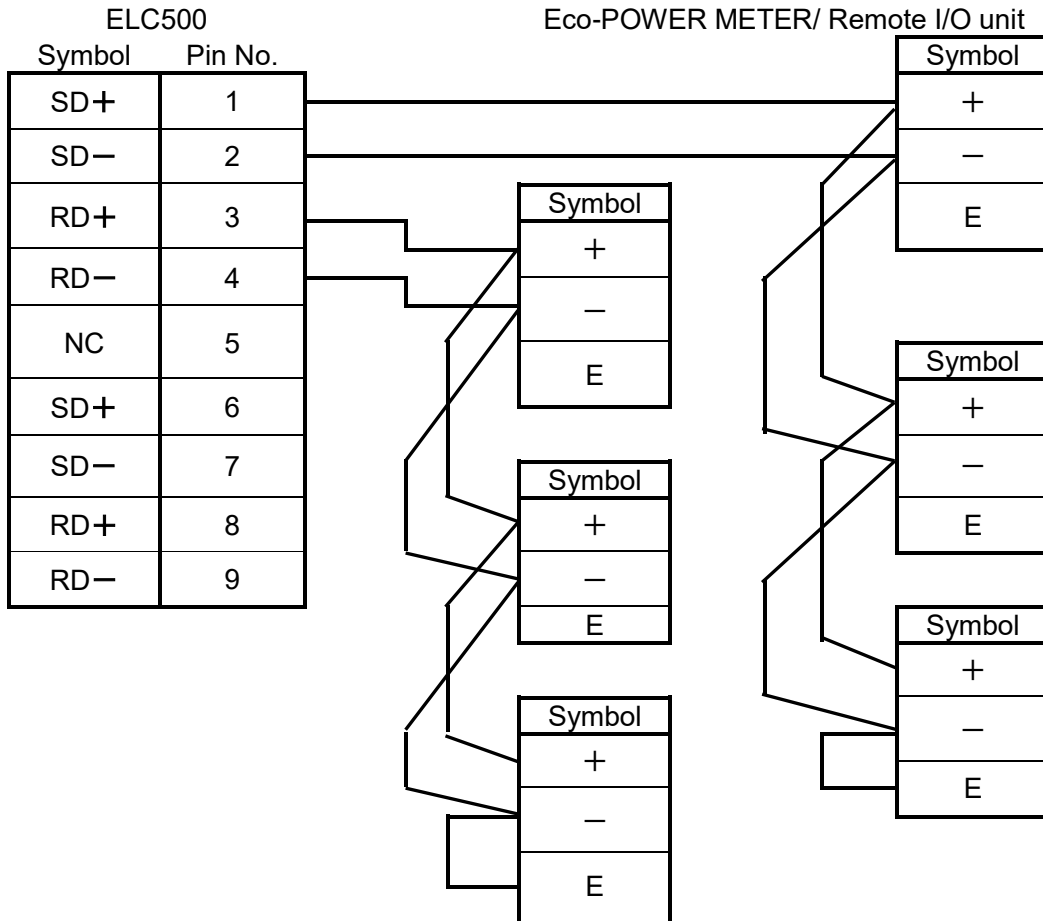 ELC500
Eco-POWER METER/ Remote I/O unit
Symbol Pin No.
SD+ 1
SD− 2
RD+ 3
RD− 4
NC 5
SD+ 6
SD− 7
RD+ 8
RD− 9
Symbol
+
−
E
Symbol
+
−
E
Symbol
+
−
E
Symbol
+
−
E
Symbol
+
−
E
Symbol
+
−
E